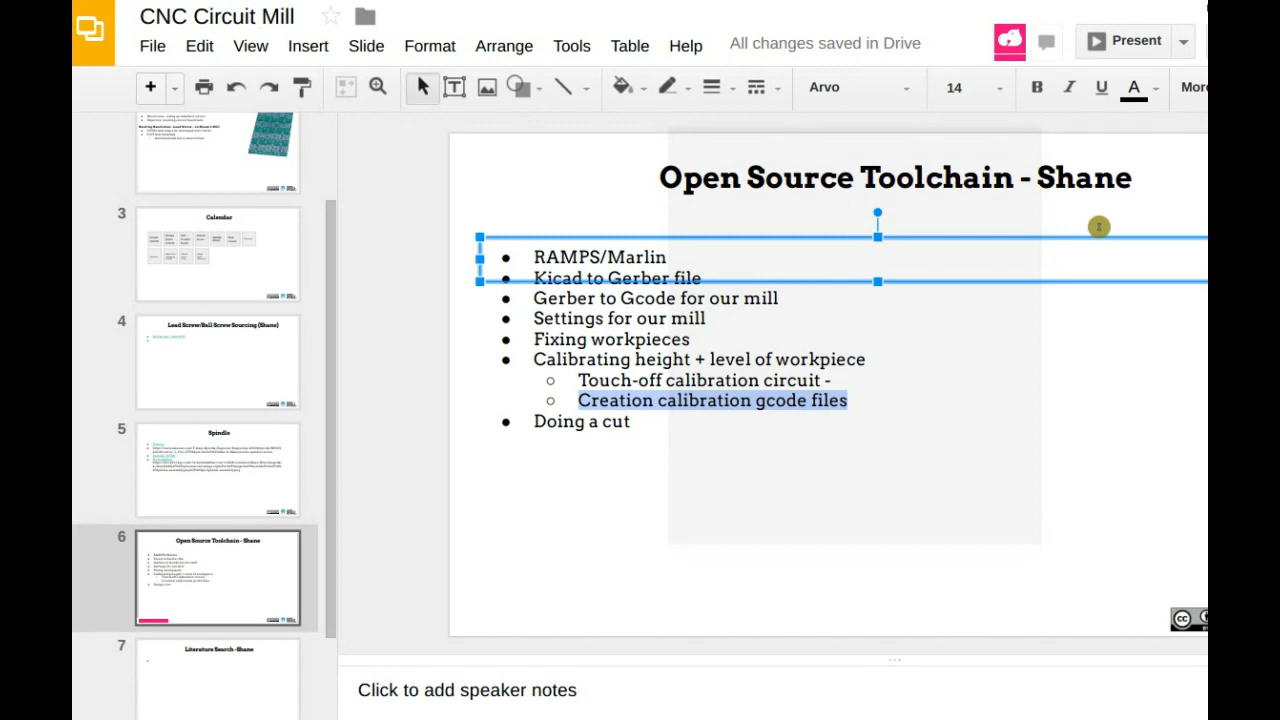 CNC Circuit Mill
File Edit View Insert Slide Format Arrange Tools Table Help All changes saved in Drive
Present
Arvo 14 B I U A More
3
Calendar
4
Lead Screw/Ball Screw Sourcing (Shane)
5
Spindle
6
Open Source Toolchain - Shane
7
Literature Search -Shane
Open Source Toolchain - Shane
● RAMPS/Marlin
● Kicad to Gerber file
● Gerber to Gcode for our mill
● Settings for our mill
● Fixing workpieces
● Calibrating height + level of workpiece
○ Touch-off calibration circuit -
○ Creation calibration gcode files
● Doing a cut
cc
Click to add speaker notes